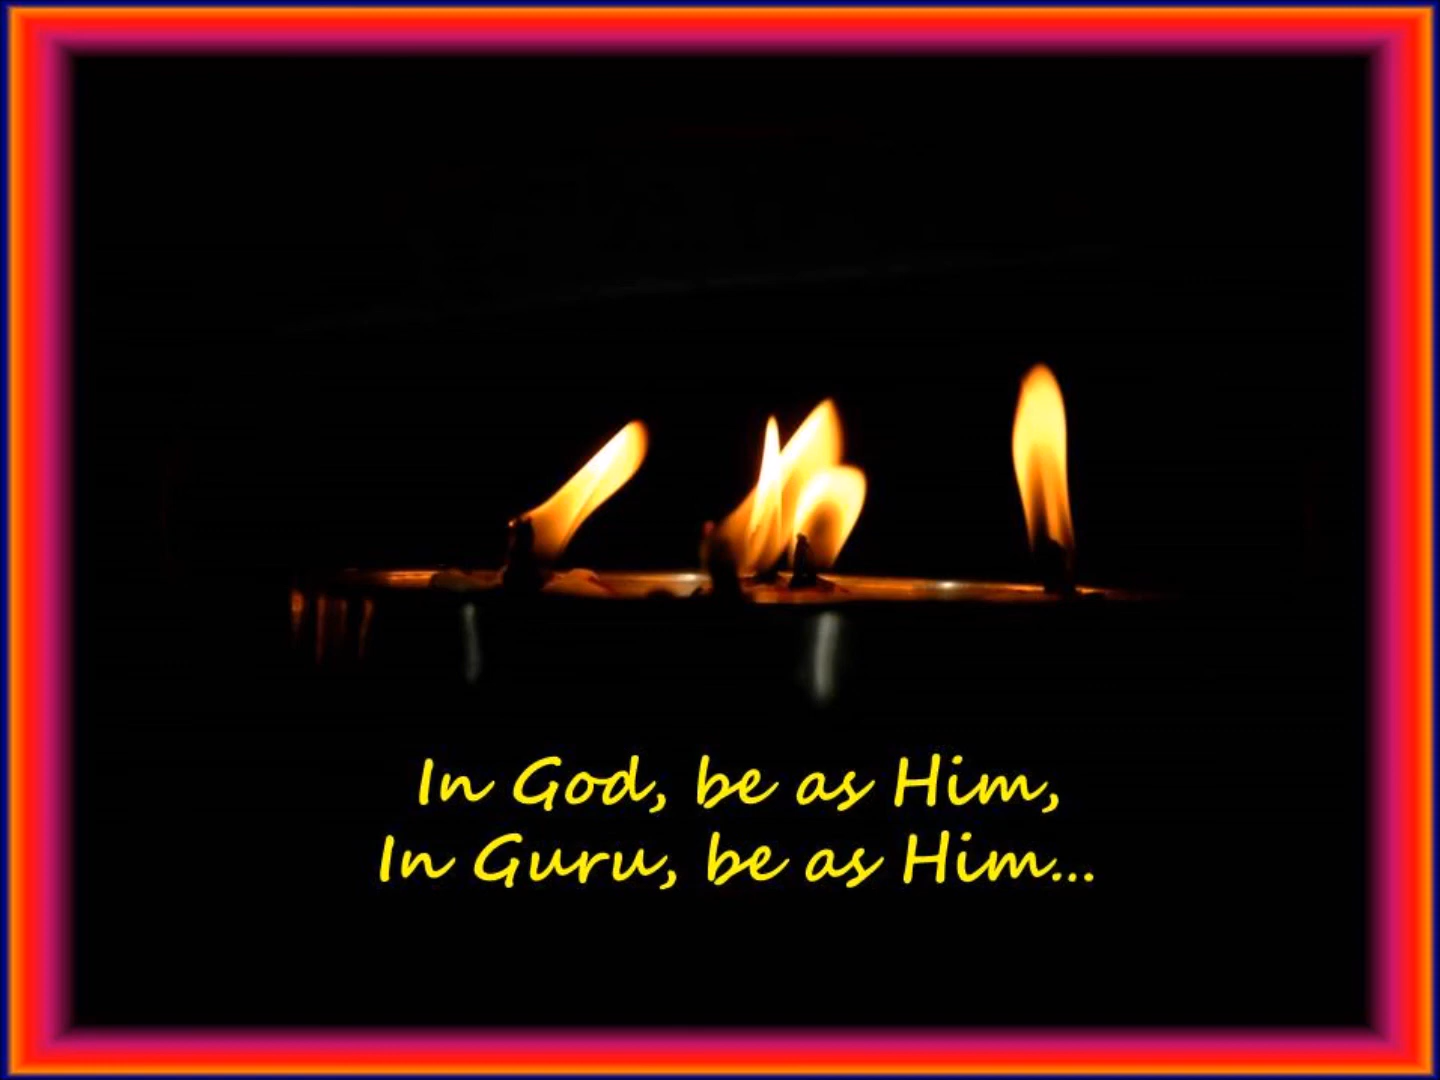 In God, be as Him,
In Guru, be as Him...